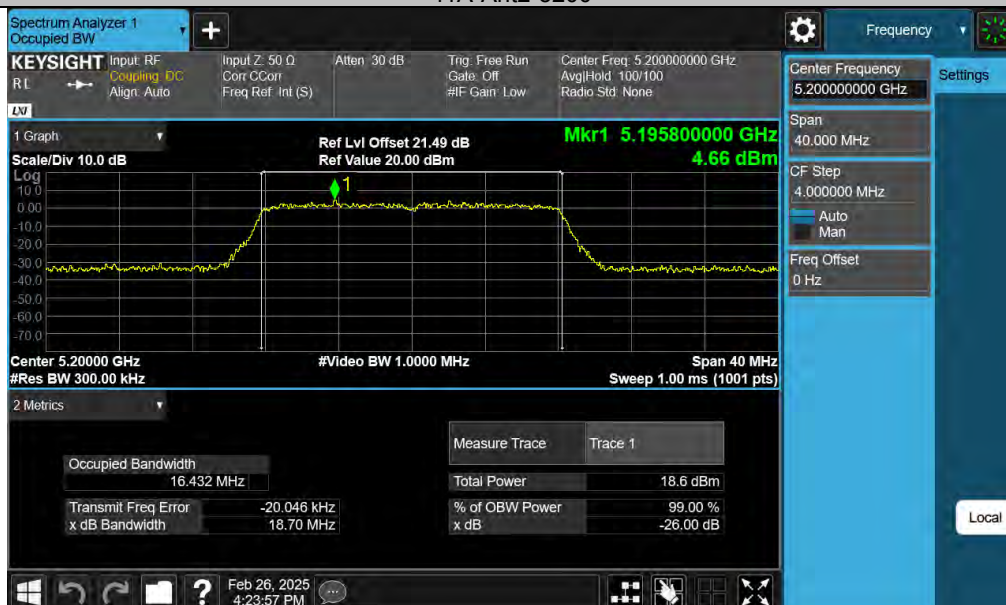 Spectrum Analyzer 1
Occupied BW
+
Frequency
KEYSIGHT
RL
LXI
Input: RF
Coupling: DC
Align: Auto
Input Z: 50 Ω
Corr CCorr
Freq Ref: Int (S)
Atten: 30 dB
Trig: Free Run
Gate: Off
#IF Gain: Low
Center Freq: 5.200000000 GHz
Avg|Hold: 100/100
Radio Std: None
Center Frequency
5.200000000 GHz
Settings
Span
40.000 MHz
CF Step
4.000000 MHz
Auto
Man
Freq Offset
0 Hz
1 Graph
Scale/Div 10.0 dB
Ref Lvl Offset 21.49 dB
Ref Value 20.00 dBm
Mkr1 5.195800000 GHz
4.66 dBm
Log
10.0
0.00
-10.0
-20.0
-30.0
-40.0
-50.0
-60.0
-70.0
1
Center 5.20000 GHz
#Video BW 1.0000 MHz
Span 40 MHz
#Res BW 300.00 kHz
Sweep 1.00 ms (1001 pts)
2 Metrics
Measure Trace
Trace 1
Occupied Bandwidth
16.432 MHz
Total Power
18.6 dBm
Transmit Freq Error
-20.046 kHz
% of OBW Power
99.00 %
x dB Bandwidth
18.70 MHz
x dB
-26.00 dB
Local
?
Feb 26, 2025
4:23:57 PM